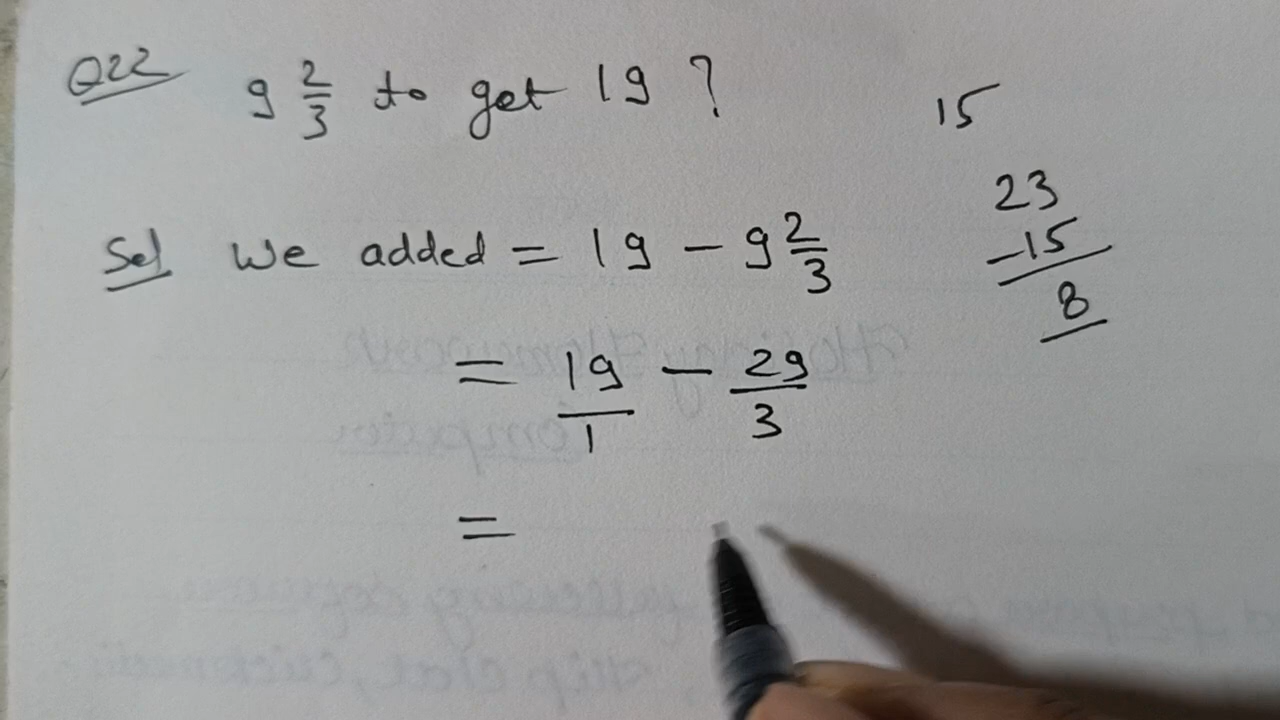 Q22 9 2/3 to get 19 ?
15
Sol We added = 19 - 9 2/3
23
-15
8
= 19/1 - 29/3
=